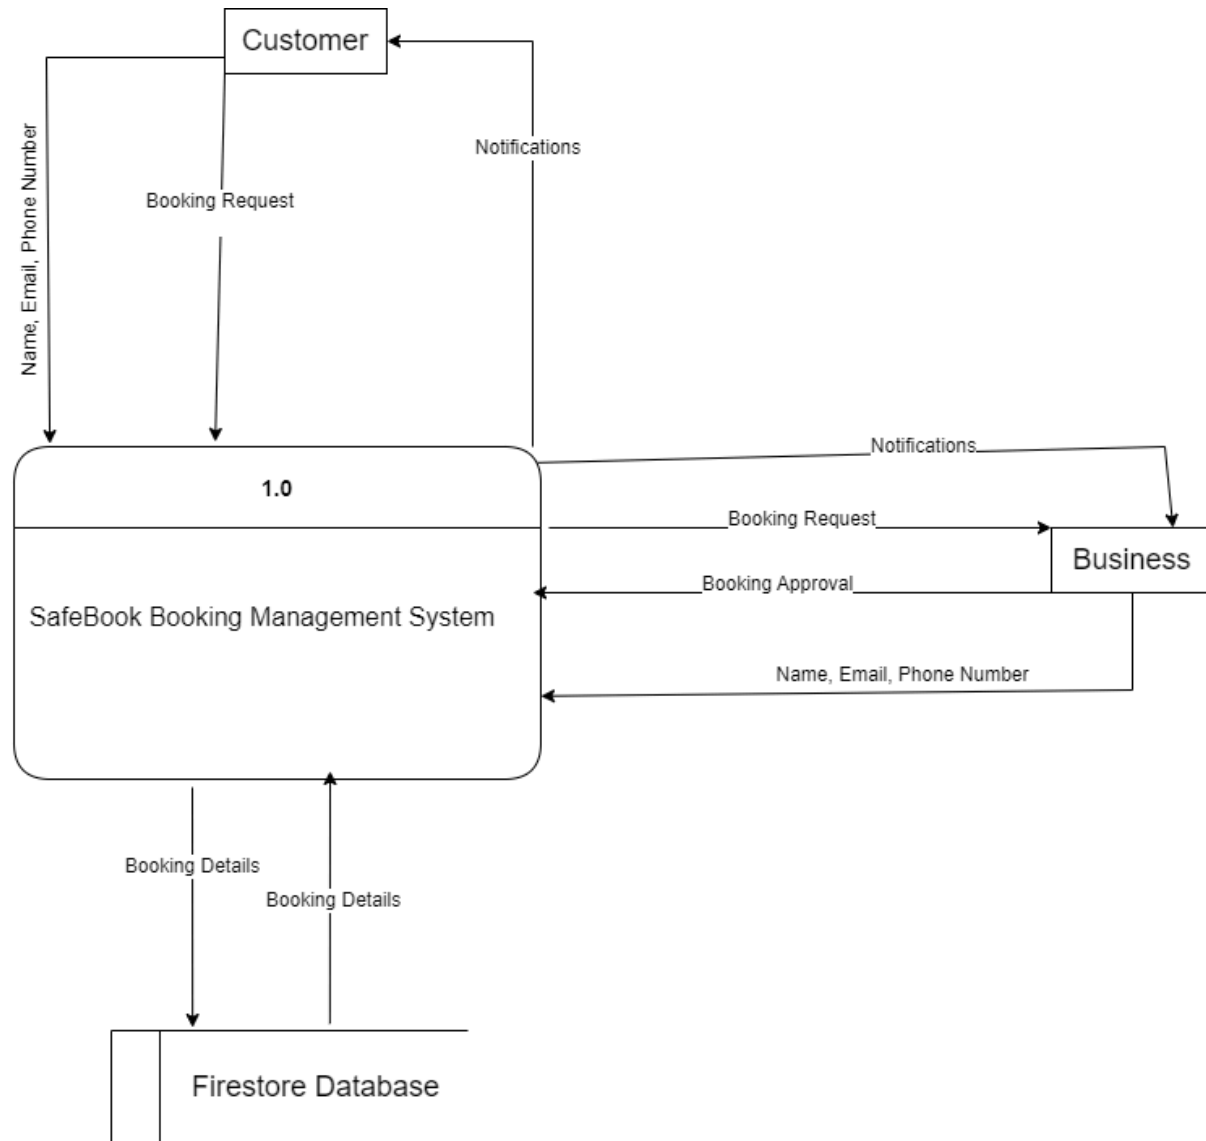 Customer
Notifications
Name, Email, Phone Number
Booking Request
Notifications
1.0
Booking Request
Business
Booking Approval
SafeBook Booking Management System
Name, Email, Phone Number
Booking Details
Booking Details
Firestore Database